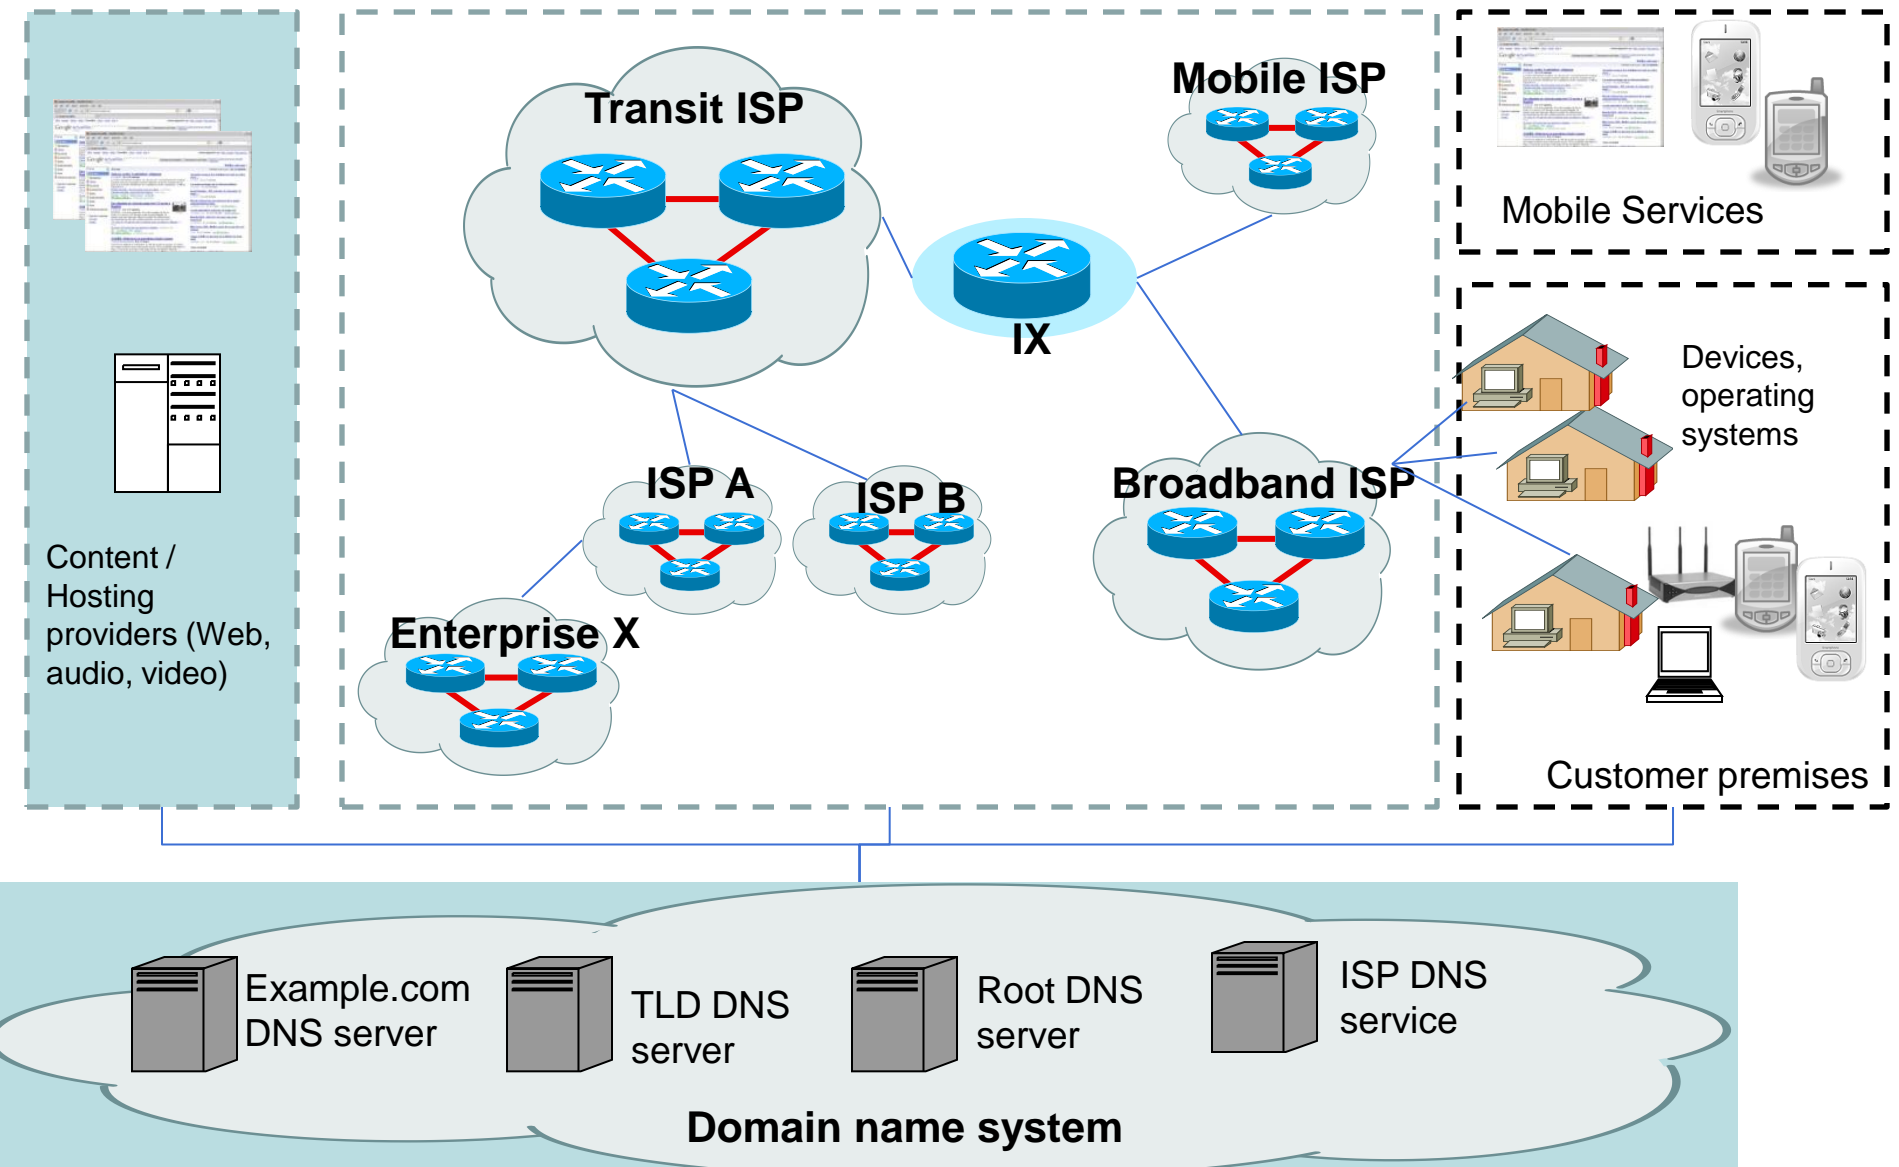 Transit ISP
Mobile ISP
IX
ISP A
ISP B
Broadband ISP
Enterprise X
Content /
Hosting
providers (Web,
audio, video)
Mobile Services
Devices,
operating
systems
Customer premises
Example.com
DNS server
TLD DNS
server
Root DNS
server
ISP DNS
service
Domain name system